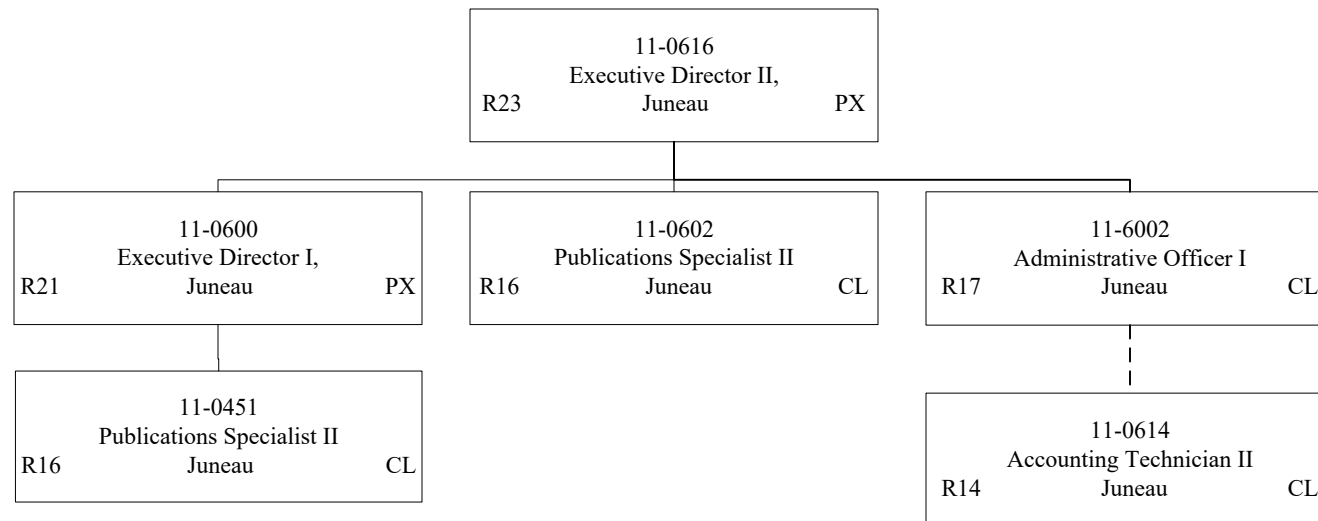 11-0616
Executive Director II,
R23 Juneau PX
11-0600
Executive Director I,
R21 Juneau PX
11-0602
Publications Specialist II
R16 Juneau CL
11-6002
Administrative Officer I
R17 Juneau CL
11-0451
Publications Specialist II
R16 Juneau CL
11-0614
Accounting Technician II
R14 Juneau CL